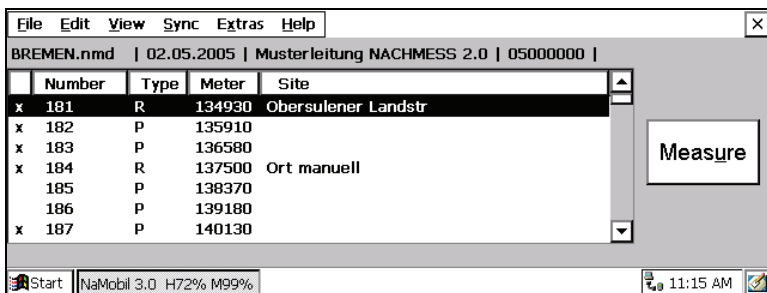 File Edit View Sync Extras Help
BREMEN.nmd | 02.05.2005 | Musterleitung NACHMESS 2.0 | 05000000 |
Number Type Meter Site
x 181 R 134930 Obersulener Landstr
x 182 P 135910
x 183 P 136580
x 184 R 137500 Ort manuell
185 P 138370
186 P 139180
x 187 P 140130
Measure
Start NaMobil 3.0 H72% M99% 11:15 AM